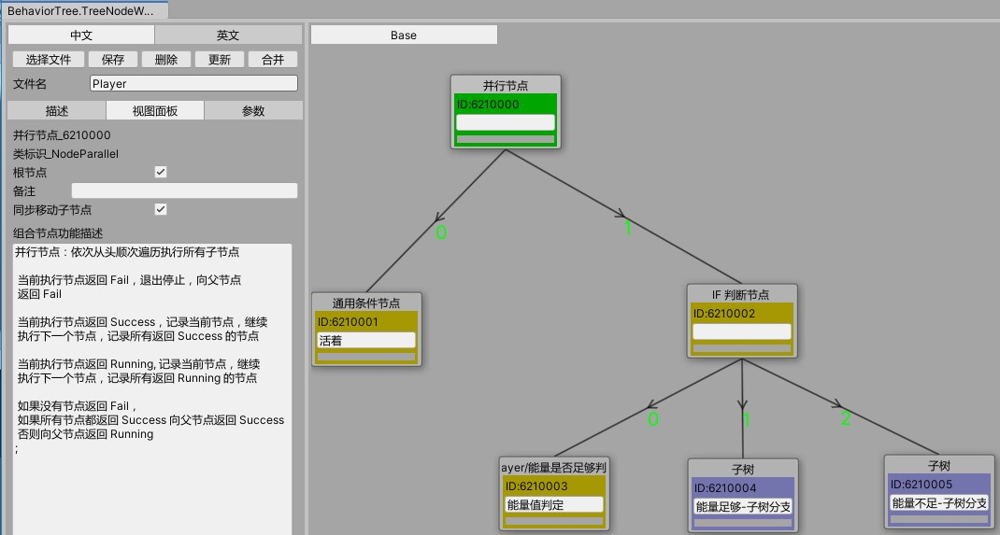 BehaviorTree.TreeNodeW...
中文
英文
Base
选择文件
保存
删除
更新
合并
文件名
Player
描述
视图面板
参数
并行节点_6210000
类标识_NodeParallel
根节点
备注
同步移动子节点
组合节点功能描述
并行节点：依次从头顺次遍历执行所有子节点
当前执行节点返回 Fail，退出停止，向父节点
返回 Fail
当前执行节点返回 Success，记录当前节点，继续
执行下一个节点，记录所有返回 Success 的节点
当前执行节点返回 Running, 记录当前节点，继续
执行下一个节点，记录所有返回 Running 的节点
如果没有节点返回 Fail，
如果所有节点都返回 Success 向父节点返回 Success
否则向父节点返回 Running
;
并行节点
ID:6210000
0
1
通用条件节点
ID:6210001
活着
IF 判断节点
ID:6210002
0
1
2
ayer/能量是否足够判
ID:6210003
能量值判定
子树
ID:6210004
能量足够-子树分支
子树
ID:6210005
能量不足-子树分支